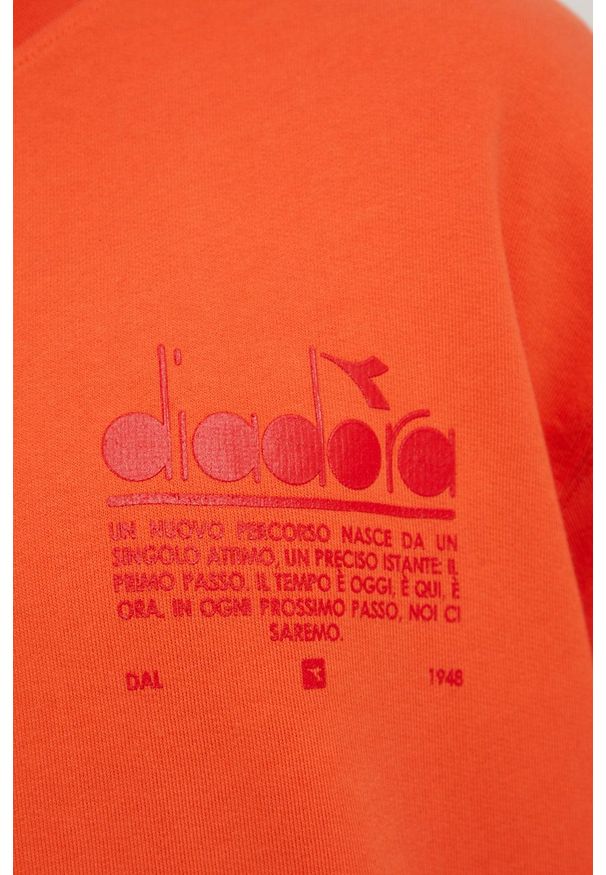 diadora
UN NUOVO PERCORSO NASCE DA UN
SINGOLO ATTIMO, UN PRECISO ISTANTE: IL
PRIMO PASSO. IL TEMPO È OGGI, È QUI, È
ORA. IN OGNI PROSSIMO PASSO, NOI CI
SAREMO.
DAL 1948